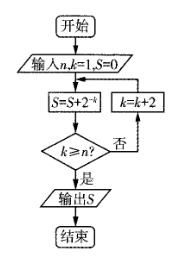 开始
输入n,k=1,S=0
S=S+2⁻ᵏ
k=k+2
k≥n?
否
是
输出S
结束